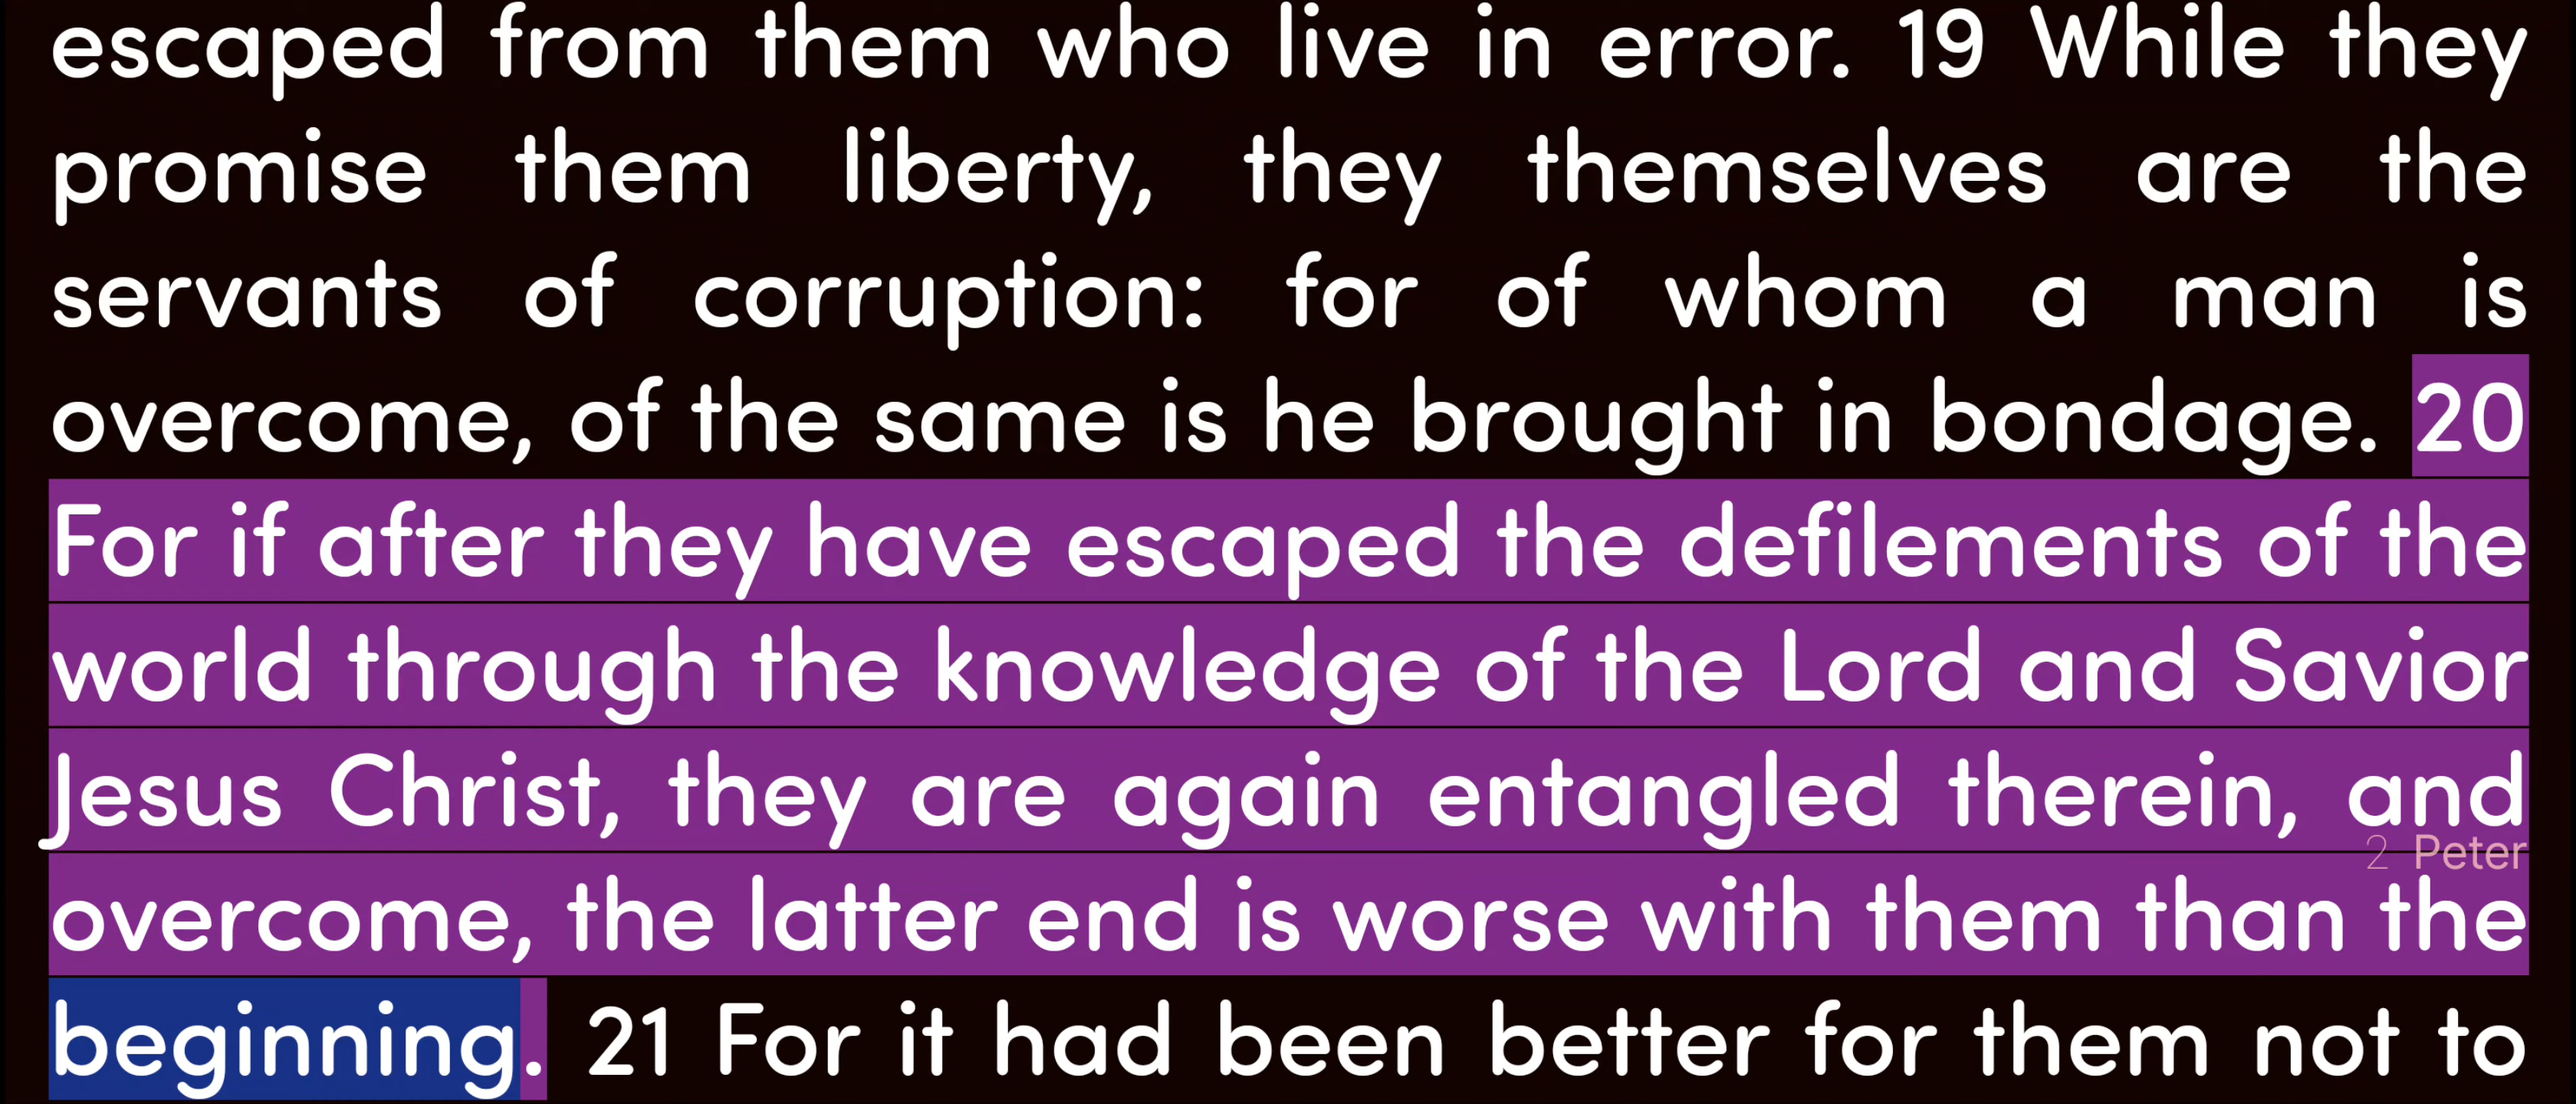 escaped from them who live in error. 19 While they
promise them liberty, they themselves are the
servants of corruption: for of whom a man is
overcome, of the same is he brought in bondage. 20
For if after they have escaped the defilements of the
world through the knowledge of the Lord and Savior
Jesus Christ, they are again entangled therein, and
2 Peter
overcome, the latter end is worse with them than the
beginning. 21 For it had been better for them not to